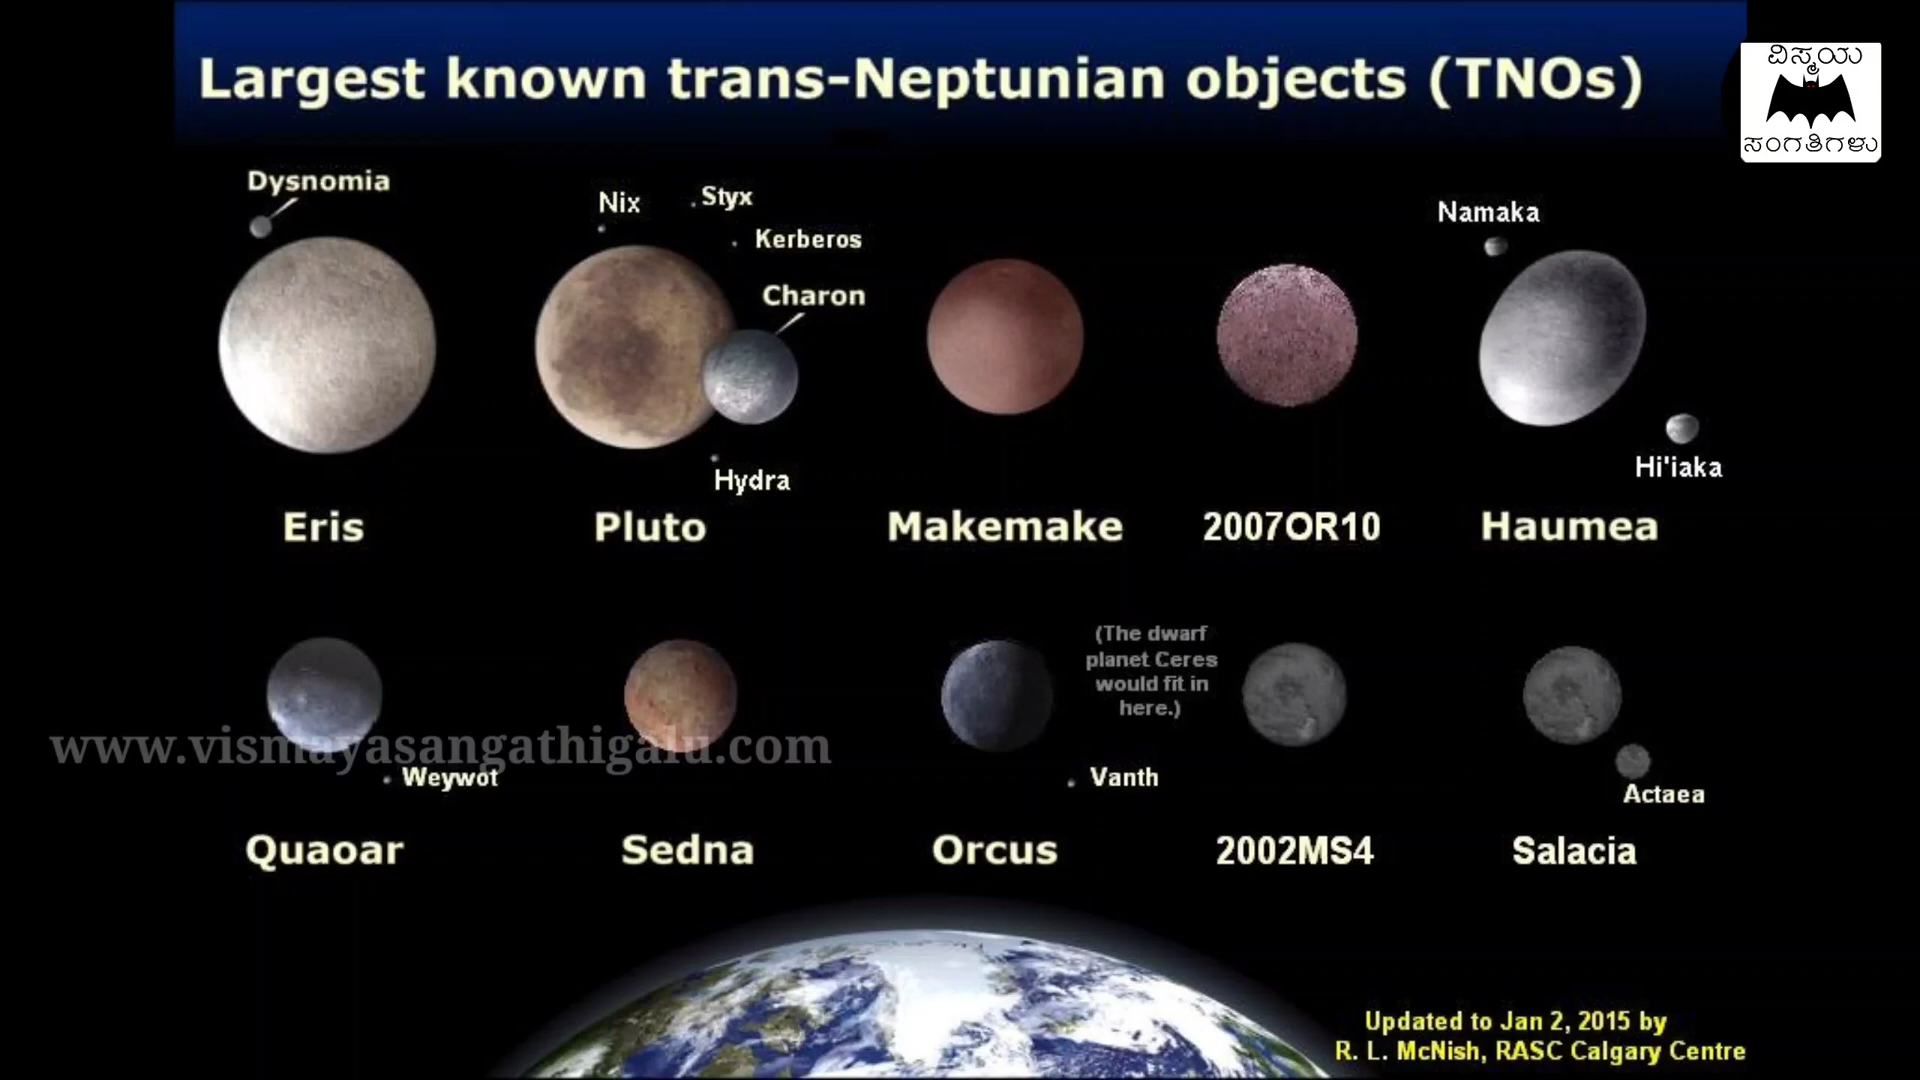 Largest known trans-Neptunian objects (TNOs)
ವಿಸ್ಮಯ
ಸಂಗತಿಗಳು
Dysnomia
Nix
Styx
Kerberos
Charon
Hydra
Namaka
Hi'iaka
Eris
Pluto
Makemake
2007OR10
Haumea
(The dwarf
planet Ceres
would fit in
here.)
www.vismayasangathigalu.com
Weywot
Vanth
Actaea
Quaoar
Sedna
Orcus
2002MS4
Salacia
Updated to Jan 2, 2015 by
R. L. McNish, RASC Calgary Centre